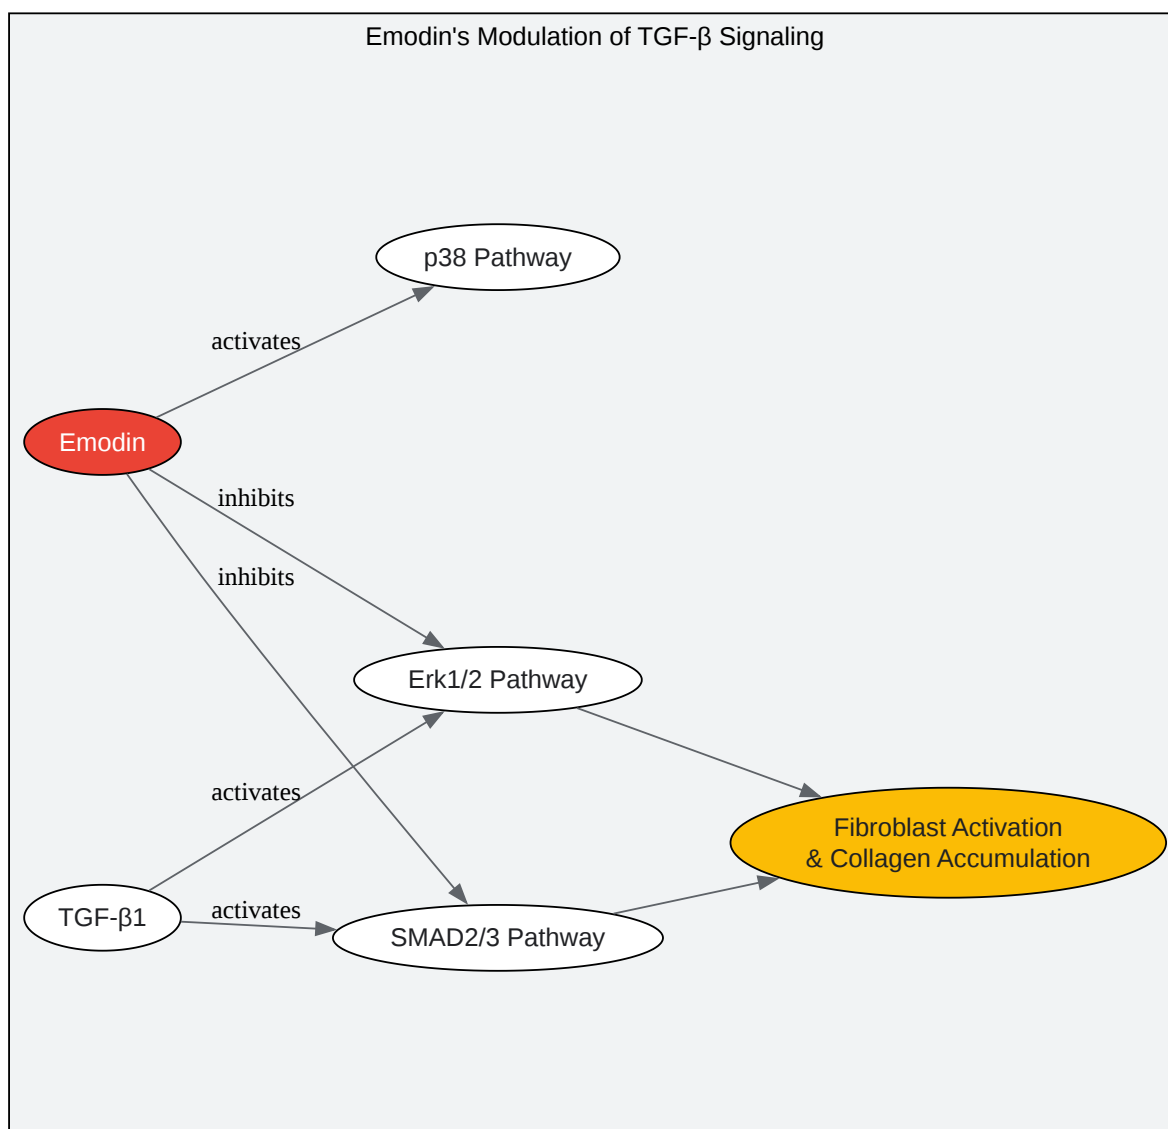 Emodin's Modulation of TGF-β Signaling
p38 Pathway
activates
Emodin
inhibits
inhibits
Erk1/2 Pathway
activates
Fibroblast Activation
& Collagen Accumulation
TGF-β1
activates
SMAD2/3 Pathway